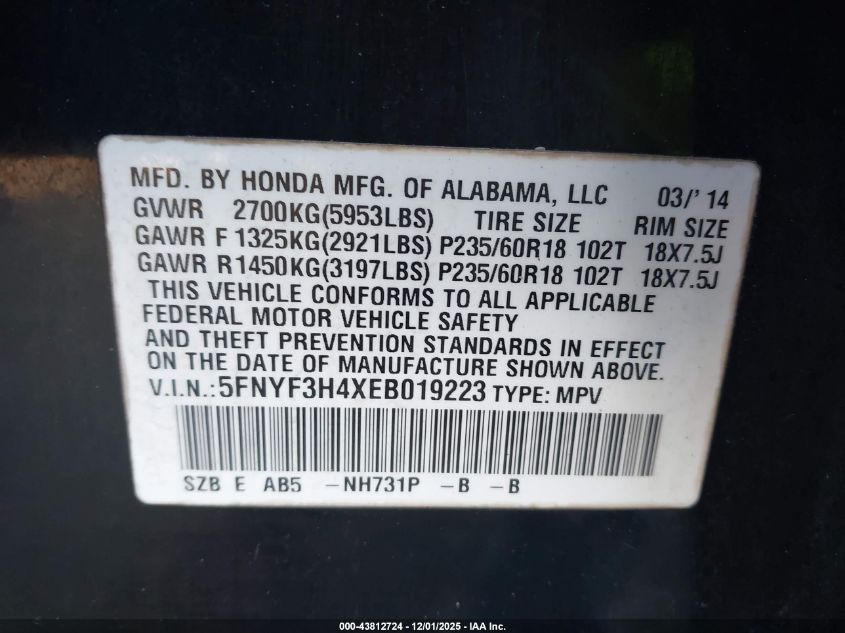 MFD. BY HONDA MFG. OF ALABAMA, LLC 03/' 14
GVWR 2700KG(5953LBS) TIRE SIZE RIM SIZE
GAWR F 1325KG(2921LBS) P235/60R18 102T 18X7.5J
GAWR R1450KG(3197LBS) P235/60R18 102T 18X7.5J
THIS VEHICLE CONFORMS TO ALL APPLICABLE
FEDERAL MOTOR VEHICLE SAFETY
AND THEFT PREVENTION STANDARDS IN EFFECT
ON THE DATE OF MANUFACTURE SHOWN ABOVE.
V.I.N.:5FNYF3H4XEB019223 TYPE: MPV
SZB E AB5 -NH731P -B -B
000-43812724 - 12/01/2025 - IAA Inc.